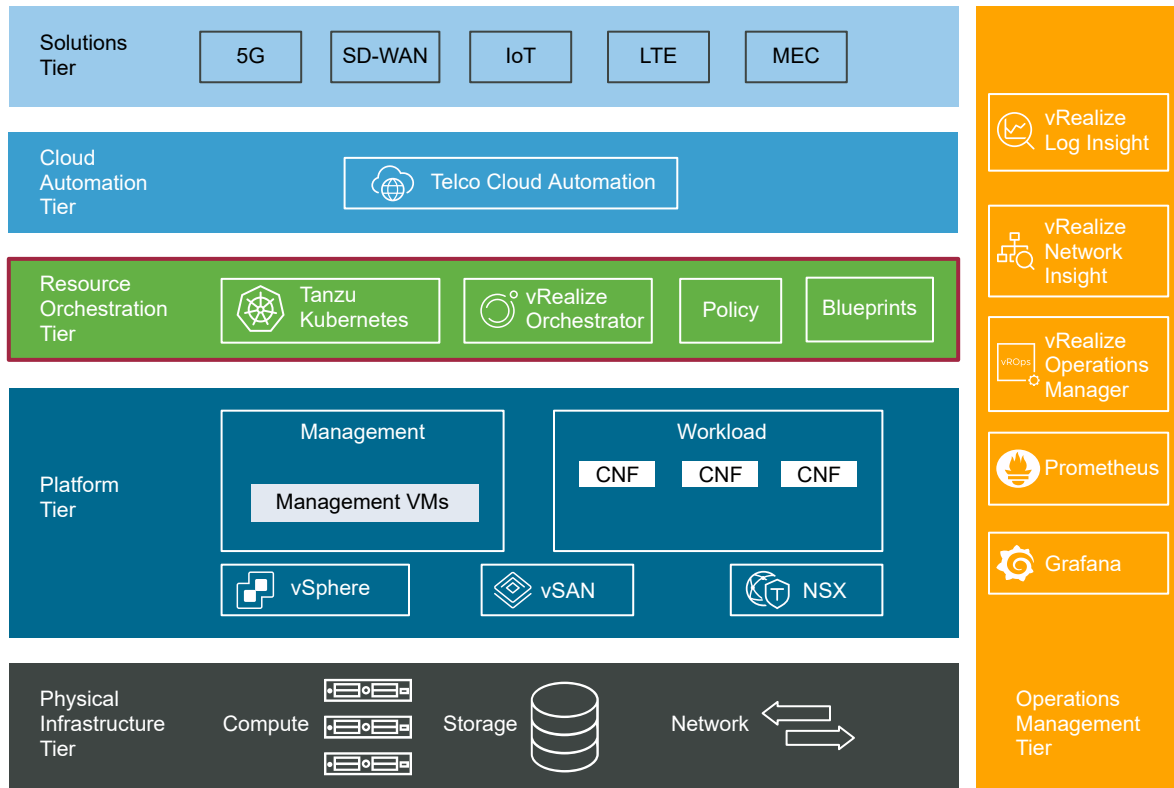 Solutions
Tier
5G
SD-WAN
IoT
LTE
MEC
Cloud
Automation
Tier
Telco Cloud Automation
Resource
Orchestration
Tier
Tanzu
Kubernetes
vRealize
Orchestrator
Policy
Blueprints
Platform
Tier
Management
Management VMs
Workload
CNF
CNF
CNF
vSphere
vSAN
T
NSX
Physical
Infrastructure
Tier
Compute
Storage
Network
vRealize
Log Insight
vRealize
Network
Insight
vROps
vRealize
Operations
Manager
Prometheus
Grafana
Operations
Management
Tier